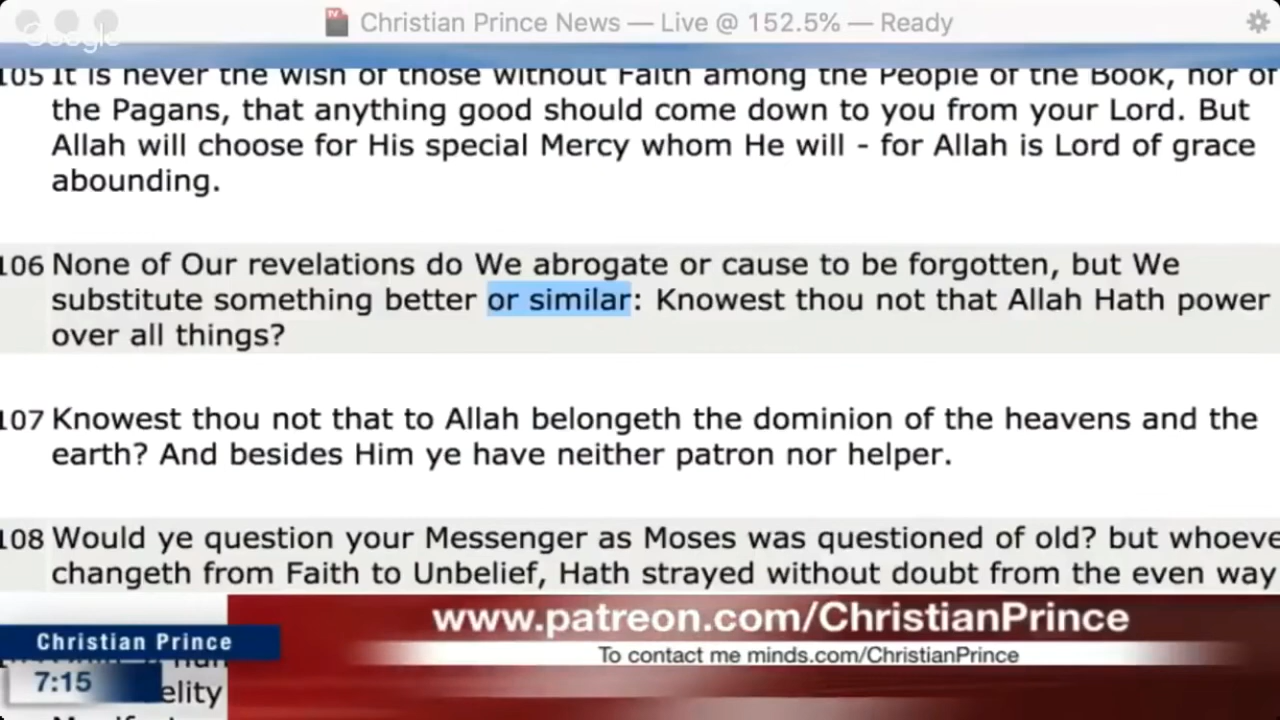 Christian Prince News — Live @ 152.5% — Ready
Google
105 It is never the wish of those without Faith among the People of the Book, nor of
the Pagans, that anything good should come down to you from your Lord. But
Allah will choose for His special Mercy whom He will - for Allah is Lord of grace
abounding.
106 None of Our revelations do We abrogate or cause to be forgotten, but We
substitute something better or similar: Knowest thou not that Allah Hath power
over all things?
107 Knowest thou not that to Allah belongeth the dominion of the heavens and the
earth? And besides Him ye have neither patron nor helper.
108 Would ye question your Messenger as Moses was questioned of old? but whoeve
changeth from Faith to Unbelief, Hath strayed without doubt from the even way
www.patreon.com/ChristianPrince
Christian Prince
To contact me minds.com/ChristianPrince
7:15
elity